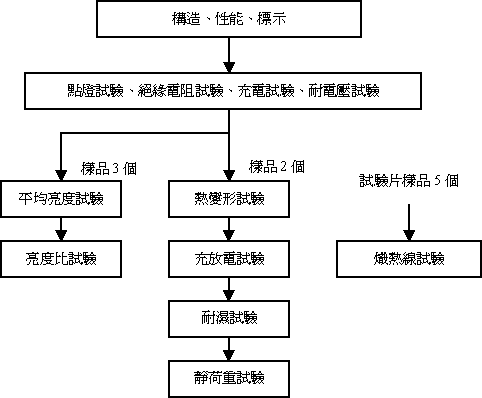 構造、性能、標示
點燈試驗、絕緣電阻試驗、充電試驗、耐電壓試驗
樣品3個
樣品2個
試驗片樣品5個
平均亮度試驗
熱變形試驗
亮度比試驗
充放電試驗
熾熱線試驗
耐濕試驗
靜荷重試驗